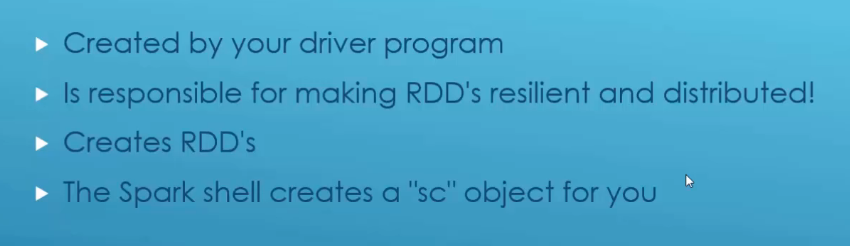 Created by your driver program
Is responsible for making RDD's resilient and distributed!
Creates RDD's
The Spark shell creates a "sc" object for you